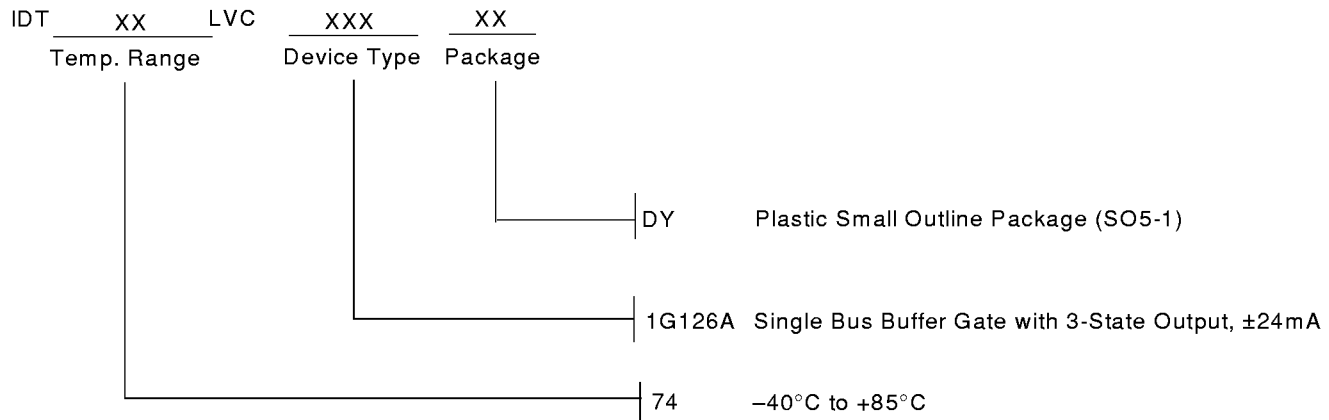 IDT XX LVC XXX XX
Temp. Range Device Type Package
DY Plastic Small Outline Package (SO5-1)
1G126A Single Bus Buffer Gate with 3-State Output, ±24mA
74 –40°C to +85°C